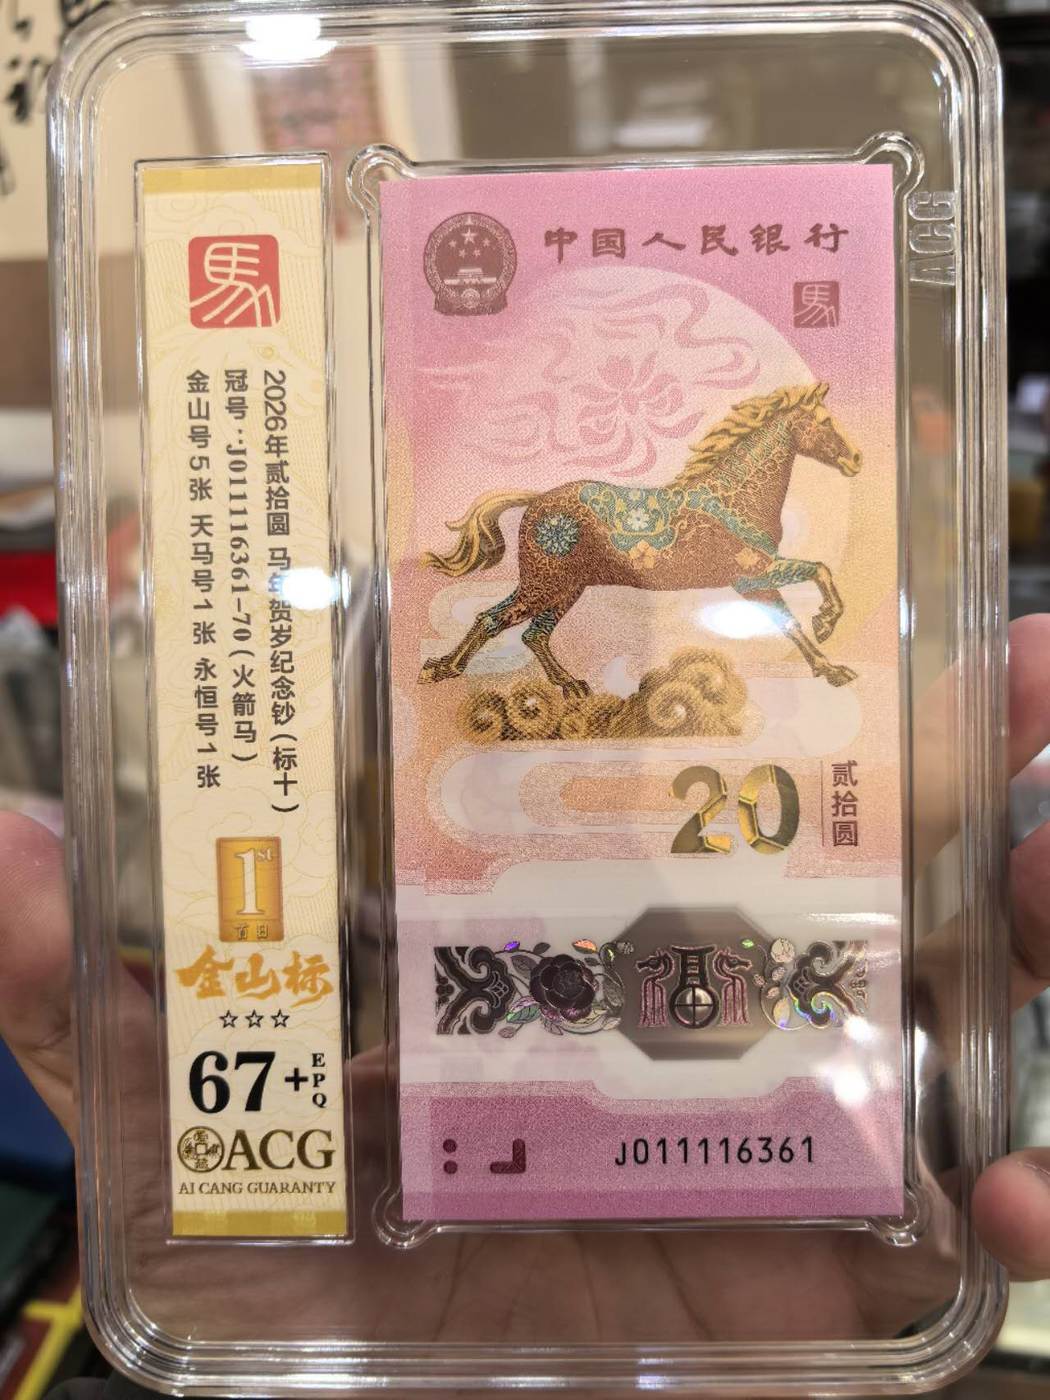 馬
2026年贰拾圆 马年贺岁纪念钞(标十)
冠号:J011116361-70(火箭马)
金山号5张 天马号1张 永恒号1张
1st
百日
金山标
☆☆☆
67+EPQ
ACG
AI CANG GUARANTY
中国人民银行
馬
20
贰拾圆
J011116361
ACG